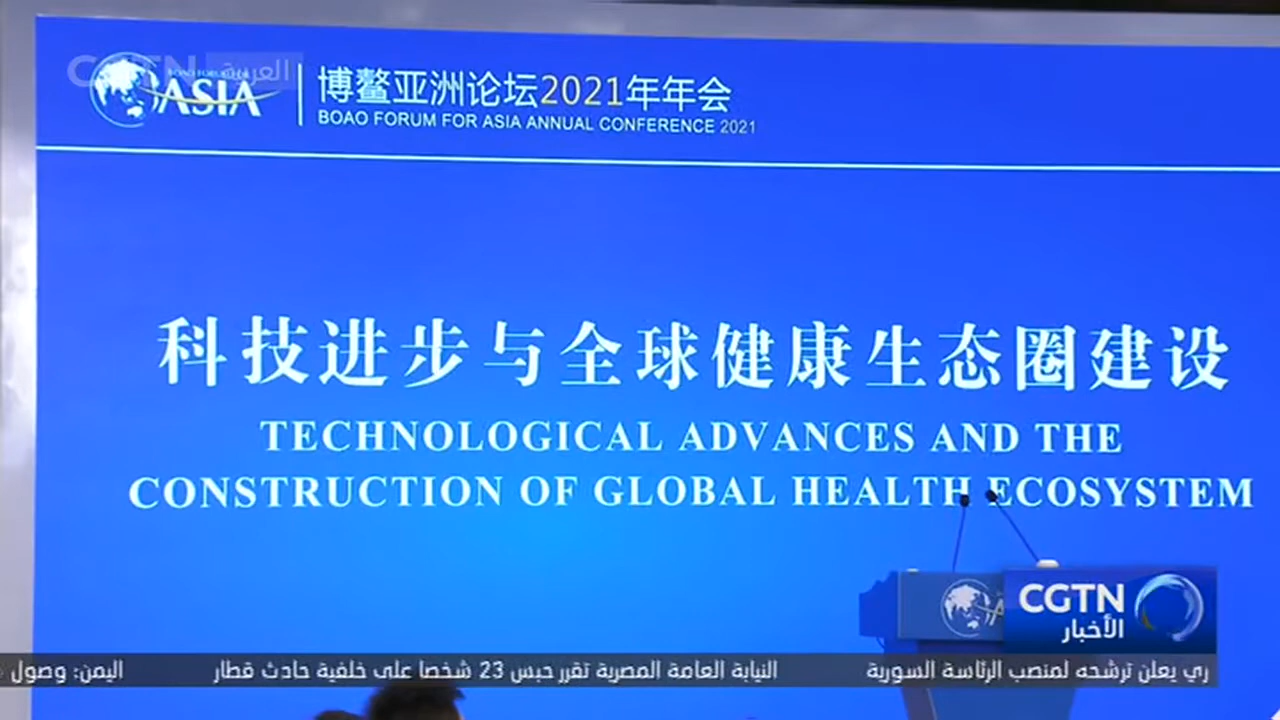 CGTN العربية
ASIA
博鳌亚洲论坛2021年年会
BOAO FORUM FOR ASIA ANNUAL CONFERENCE 2021
科技进步与全球健康生态圈建设
TECHNOLOGICAL ADVANCES AND THE
CONSTRUCTION OF GLOBAL HEALTH ECOSYSTEM
CGTN
الأخبار
ري يعلن ترشحه لمنصب الرئاسة السورية النيابة العامة المصرية تقرر حبس 23 شخصا على خلفية حادث قطار اليمن: وصول